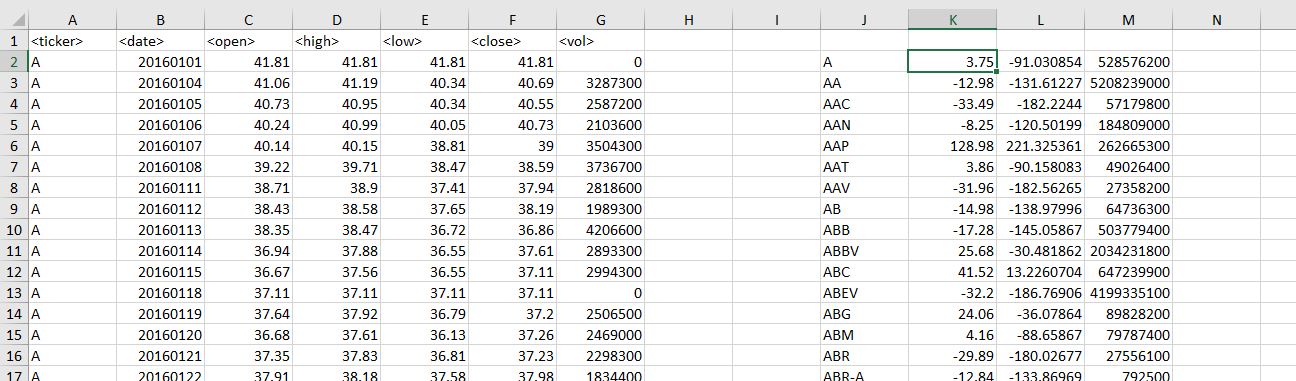 A B C D E F G H I J K L M N
1 <ticker> <date> <open> <high> <low> <close> <vol>
2 A 20160101 41.81 41.81 41.81 41.81 0 A 3.75 -91.030854 528576200
3 A 20160104 41.06 41.19 40.34 40.69 3287300 AA -12.98 -131.61227 5208239000
4 A 20160105 40.73 40.95 40.34 40.55 2587200 AAC -33.49 -182.2244 57179800
5 A 20160106 40.24 40.99 40.05 40.73 2103600 AAN -8.25 -120.50199 184809000
6 A 20160107 40.14 40.15 38.81 39 3504300 AAP 128.98 221.325361 262665300
7 A 20160108 39.22 39.71 38.47 38.59 3736700 AAT 3.86 -90.158083 49026400
8 A 20160111 38.71 38.9 37.41 37.94 2818600 AAV -31.96 -182.56265 27358200
9 A 20160112 38.43 38.58 37.65 38.19 1989300 AB -14.98 -138.97996 64736300
10 A 20160113 38.35 38.47 36.72 36.86 4206600 ABB -17.28 -145.05867 503779400
11 A 20160114 36.94 37.88 36.55 37.61 2893300 ABBV 25.68 -30.481862 2034231800
12 A 20160115 36.67 37.56 36.55 37.11 2994300 ABC 41.52 13.2260704 647239900
13 A 20160118 37.11 37.11 37.11 37.11 0 ABEV -32.2 -186.76906 4199335100
14 A 20160119 37.64 37.92 36.79 37.2 2506500 ABG 24.06 -36.07864 89828200
15 A 20160120 36.68 37.61 36.13 37.26 2469000 ABM 4.16 -88.65867 79787400
16 A 20160121 37.35 37.83 36.81 37.23 2298300 ABR -29.89 -180.02677 27556100
17 A 20160122 37.91 38.18 37.58 37.98 1834400 ABR-A -12.84 -133.86969 792500